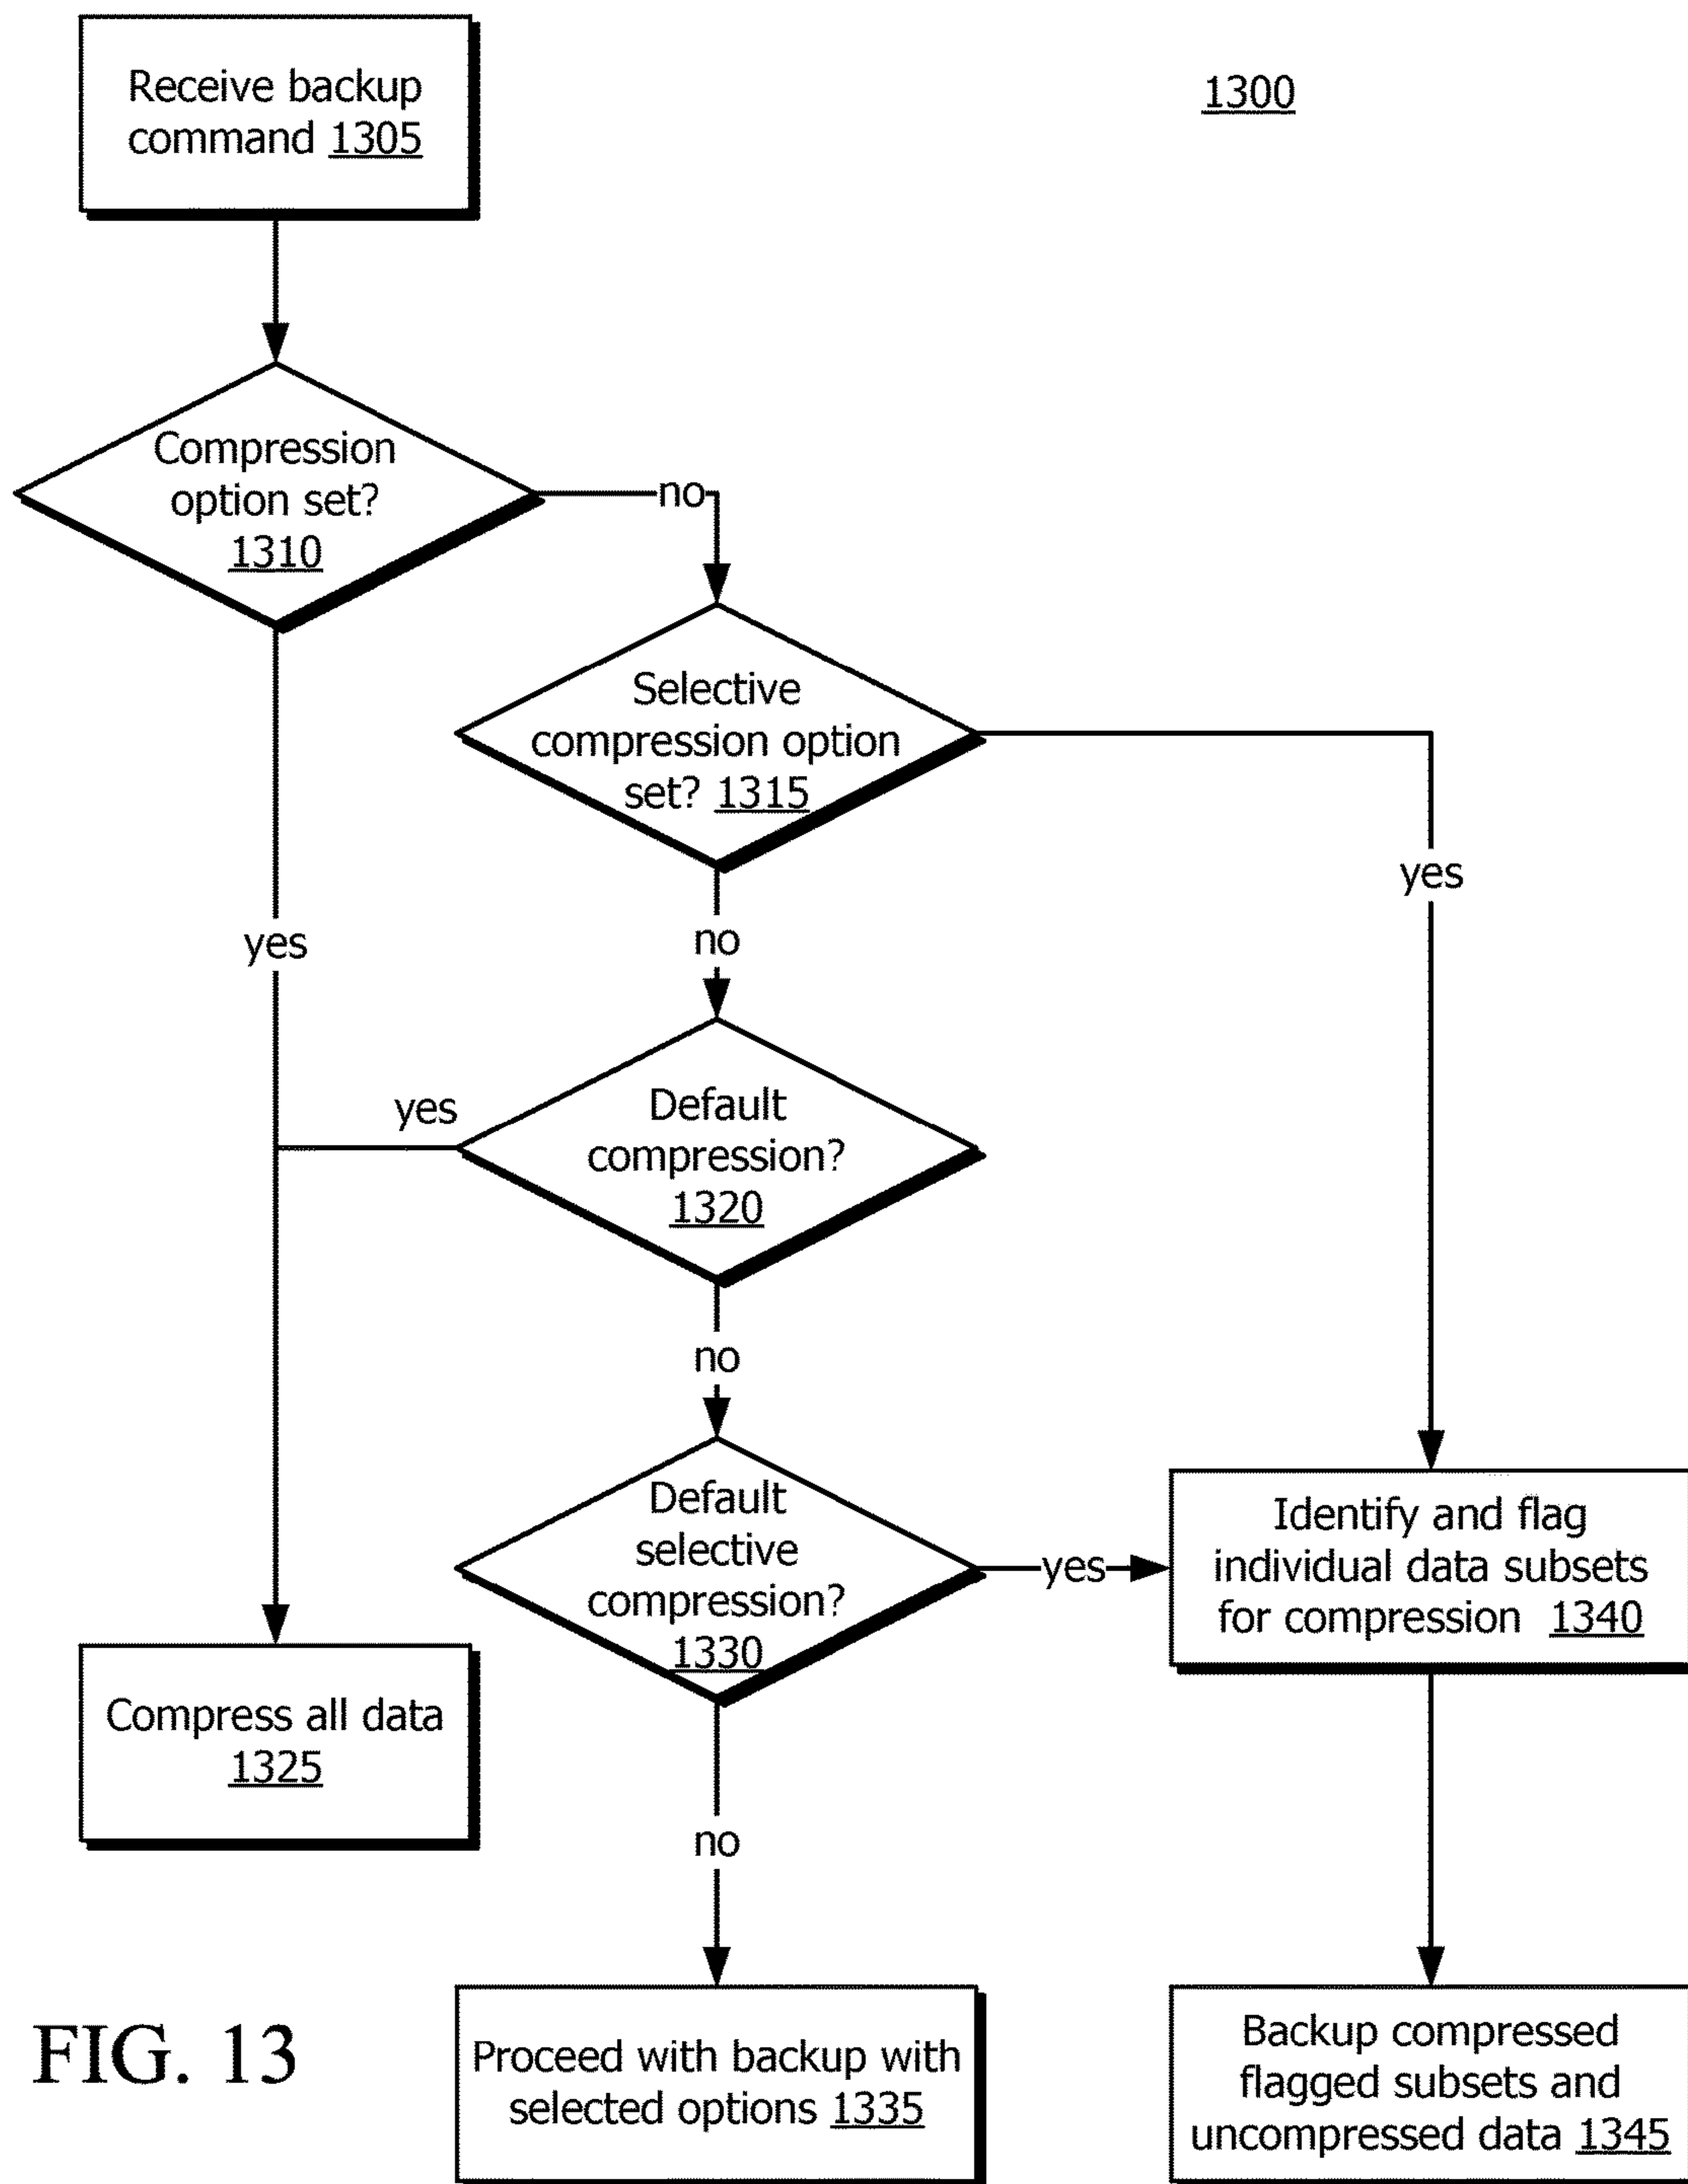 Receive backup
command 1305
1300
Compression
option set?
1310
no
Selective
compression option
set? 1315
yes
yes
no
Default
compression?
1320
yes
no
Default
selective
compression?
1330
yes
Identify and flag
individual data subsets
for compression 1340
Compress all data
1325
no
Proceed with backup with
selected options 1335
Backup compressed
flagged subsets and
uncompressed data 1345
FIG. 13